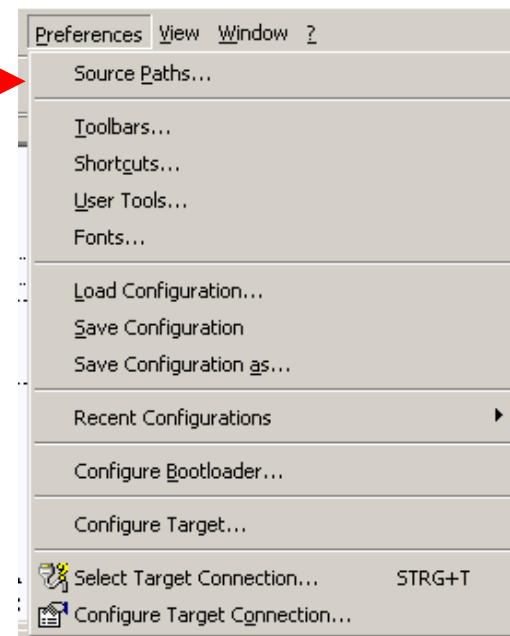 Preferences View Window ?
Source Paths...
Toolbars...
Shortcuts...
User Tools...
Fonts...
Load Configuration...
Save Configuration
Save Configuration as...
Recent Configurations
Configure Bootloader...
Configure Target...
Select Target Connection... STRG+T
Configure Target Connection...